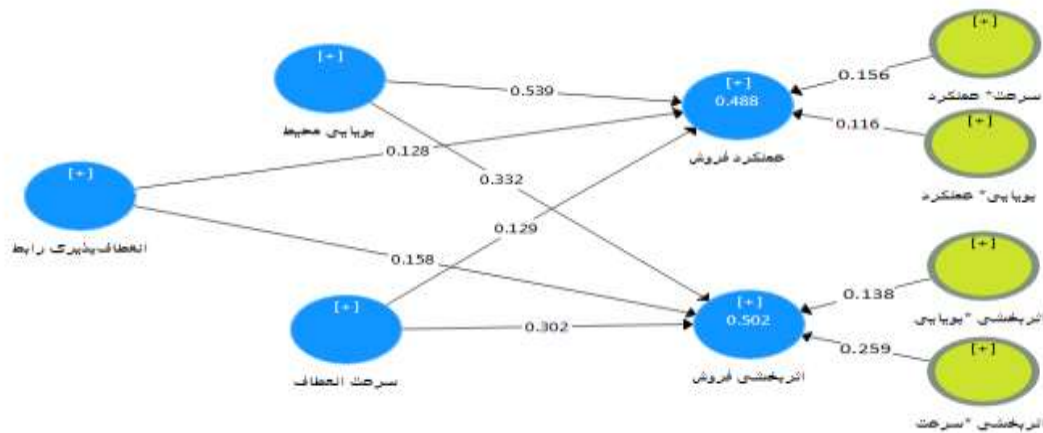 [+]
[+]
0.156
سرعت* عملکرد
[+]
0.539
0.488
پویایی محیط
0.116
[+]
0.128
عملکرد فروش
[+]
0.332
پویایی* عملکرد
انعطاف‌پذیری رابط
0.129
[+]
0.158
0.138
[+]
[+]
0.302
0.502
اثربخشی *پویایی
0.259
[+]
سرعت انعطاف
اثربخشی فروش
اثربخشی *سرعت